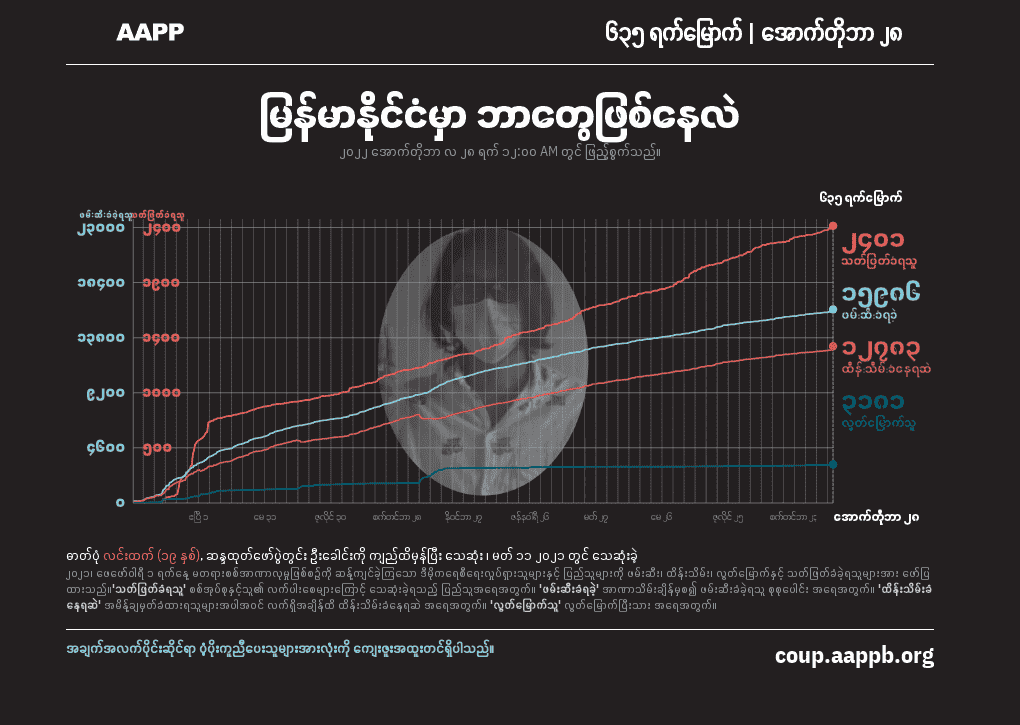 AAPP
၆၃၅ ရက်မြောက် | အောက်တိုဘာ ၂၈
မြန်မာနိုင်ငံမှာ ဘာတွေဖြစ်နေလဲ
၂၀၂၂ အောက်တိုဘာ လ ၂၈ ရက် ၁၂:၀၀ AM တွင် ဖြည့်စွက်သည်။
၆၃၅ ရက်မြောက်
ဖမ်းဆီးခံခဲ့ရသူ
သတ်ဖြတ်ခံရသူ
၂၃၀၀၀ ၂၄၀၀
၂၄၀၁
သတ်ဖြတ်ခံရသူ
၁၈၄၀၀ ၁၉၀၀
၁၅၉၈၆
ဖမ်းဆီးခံရခဲ့
၁၃၈၀၀ ၁၄၀၀
၁၂၇၈၃
ထိန်းသိမ်းခံနေရဆဲ
၉၂၀၀ ၁၀၀၀
၃၁၈၁
လွတ်မြောက်သူ
၄၆၀၀ ၅၀၀
၀
ဧပြီ ၁ မေ ၃၁ ဇူလိုင် ၃၀ စက်တင်ဘာ ၂၈ နိုဝင်ဘာ ၂၇ ဇန်နဝါရီ ၂၆ မတ် ၂၇ မေ ၂၆ ဇူလိုင် ၂၅ စက်တင်ဘာ ၂၄ အောက်တိုဘာ ၂၈
ဓာတ်ပုံ လင်းထက် (၁၉ နှစ်), ဆန္ဒထုတ်ဖော်ပွဲတွင်း ဦးခေါင်းကို ကျည်ထိမှန်ပြီး သေဆုံး ၊ မတ် ၁၁ ၂၀၂၁ တွင် သေဆုံးခဲ့
၂၀၂၁၊ ဖေဖော်ဝါရီ ၁ ရက်နေ့ မတရားစစ်အာဏာလုမှုဖြစ်စဥ်ကို ဆန့်ကျင်ခဲ့ကြသော ဒီမိုကရေစီရေးလှုပ်ရှားသူများနှင့် ပြည်သူများကို ဖမ်းဆီး၊ ထိန်းသိမ်း၊ လွတ်မြောက်နှင့် သတ်ဖြတ်ခံခဲ့ရသူများအား ဖော်ပြ
ထားသည်။'သတ်ဖြတ်ခံရသူ' စစ်အုပ်စုနှင့်သူ၏ လက်ပါးစေများကြောင့် သေဆုံးခဲ့ရသည့် ပြည်သူအရေအတွက်။ 'ဖမ်းဆီးခံရခဲ့' အာဏာသိမ်းချိန်မှစ၍ ဖမ်းဆီးခံခဲ့ရသူ စုစုပေါင်း အရေအတွက်။ 'ထိန်းသိမ်းခံ
နေရဆဲ' အမိန့်ချမှတ်ခံထားရသူများအပါအဝင် လက်ရှိအချိန်ထိ ထိန်းသိမ်းခံနေရဆဲ အရေအတွက်။ 'လွတ်မြောက်သူ' လွတ်မြောက်ပြီးသား အရေအတွက်။
အချက်အလက်ပိုင်းဆိုင်ရာ ပံ့ပိုးကူညီပေးသူများအားလုံးကို ကျေးဇူးအထူးတင်ရှိပါသည်။
coup.aappb.org